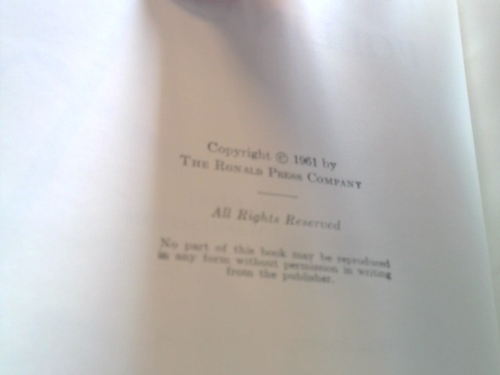 Copyright © 1961 by
THE RONALD PRESS COMPANY
All Rights Reserved
No part of this book may be reproduced
in any form without permission in writing
from the publisher.